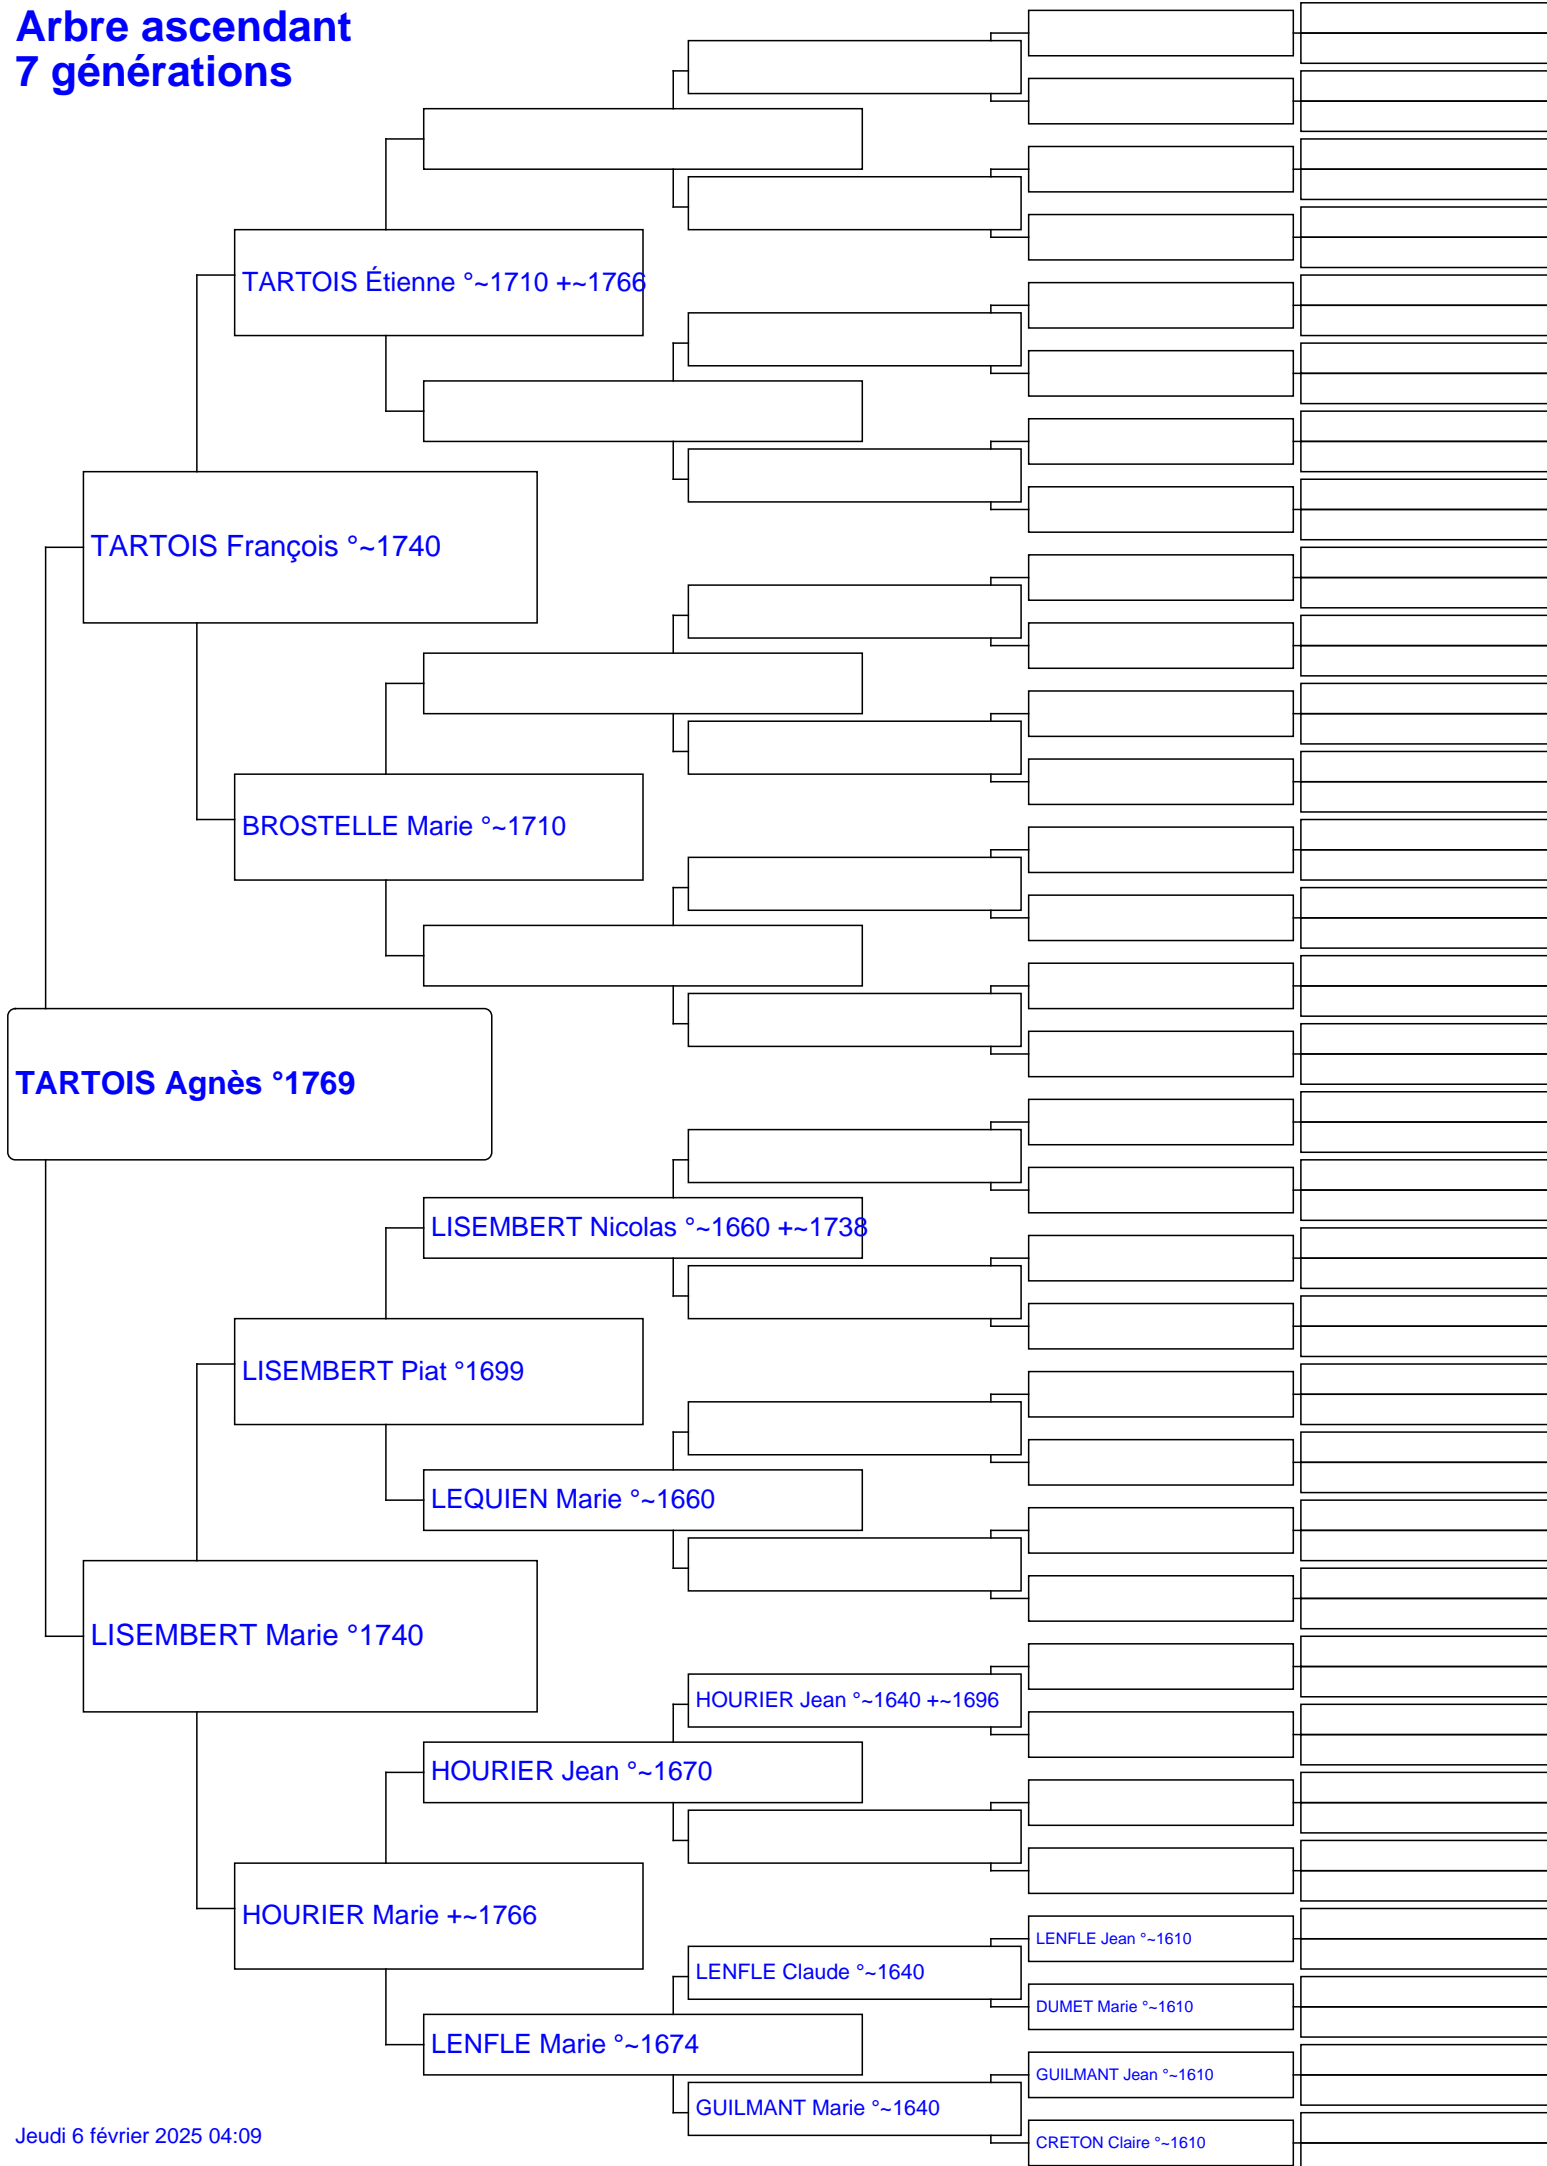 Arbre ascendant
7 générations
TARTOIS Étienne °~1710 +~1766
TARTOIS François °~1740
BROSTELLE Marie °~1710
TARTOIS Agnès °1769
LISEMBERT Nicolas °~1660 +~1738
LISEMBERT Piat °1699
LEQUIEN Marie °~1660
LISEMBERT Marie °1740
HOURIER Jean °~1640 +~1696
HOURIER Jean °~1670
HOURIER Marie +~1766
LENFLE Jean °~1610
LENFLE Claude °~1640
DUMET Marie °~1610
LENFLE Marie °~1674
GUILMANT Jean °~1610
GUILMANT Marie °~1640
CRETON Claire °~1610
Jeudi 6 février 2025 04:09